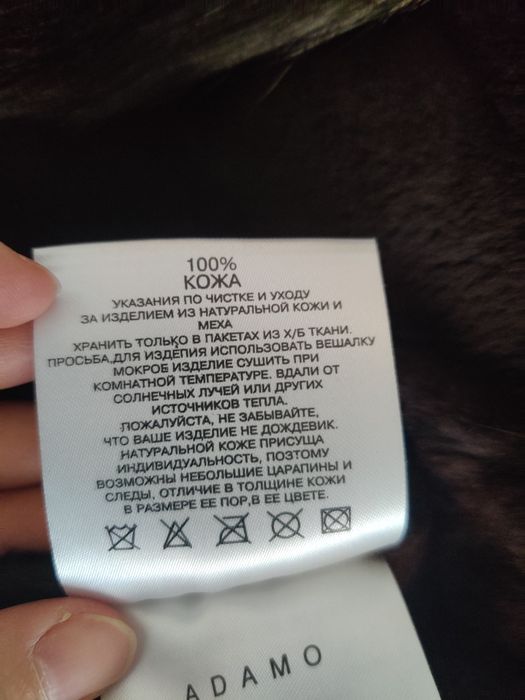 100%
КОЖА
УКАЗАНИЯ ПО ЧИСТКЕ И УХОДУ
ЗА ИЗДЕЛИЕМ ИЗ НАТУРАЛЬНОЙ КОЖИ И
МЕХА
ХРАНИТЬ ТОЛЬКО В ПАКЕТАХ ИЗ Х/Б ТКАНИ.
ПРОСЬБА,ДЛЯ ИЗДЕПИЯ ИСПОЛЬЗОВАТЬ ВЕШАЛКУ
МОКРОБ ИЗДЕЛИЕ СУШИТЬ ПРИ
КОМНАТНОЙ ТЕМПЕРАТУРЕ. ВДАЛИ ОТ
СОЛНЕЧНЫХ ЛУЧЕЙ ИЛИ ДРУГИХ
ИСТОЧНИКОВ ТЕПЛА.
ПОЖАЛУЙСТА, НЕ ЗАБЫВАЙТЕ,
ЧТО ВАШЕ ИЗДЕЛИЕ НЕ ДОЖДЕВИК.
НАТУРАЛЬНОЙ КОЖЕ ПРИСУЩА
ИНДИВИДУАЛЬНОСТЬ, ПОЭТОМУ
ВОЗМОЖНЫ НЕБОЛЬШИЕ ЦАРАПИНЫ И
СЛЕДЫ, ОТЛИЧИЕ В ТОЛЩИНЕ КОЖИ
В РАЗМЕРЕ ЕЕ ПОР,В ЕЕ ЦВЕТЕ.
ADAMO